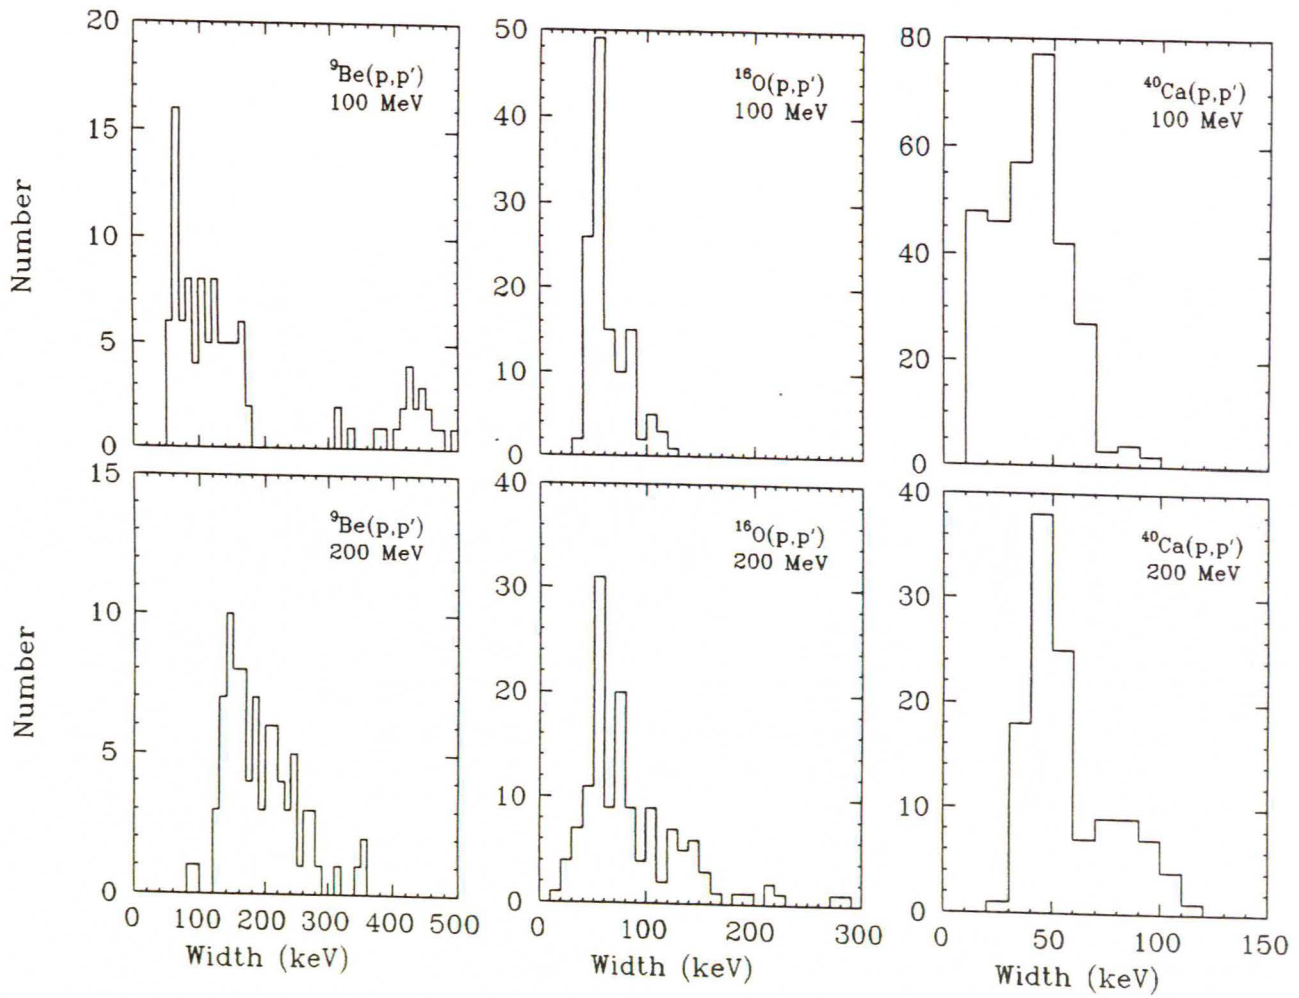 20
15
10
5
0
Number
⁹Be(p,p′)
100 MeV
50
40
30
20
10
0
¹⁶O(p,p′)
100 MeV
80
60
40
20
0
⁴⁰Ca(p,p′)
100 MeV
15
10
5
0
Number
⁹Be(p,p′)
200 MeV
0 100 200 300 400 500
Width (keV)
40
30
20
10
0
¹⁶O(p,p′)
200 MeV
0 100 200 300
Width (keV)
40
30
20
10
0
⁴⁰Ca(p,p′)
200 MeV
0 50 100 150
Width (keV)